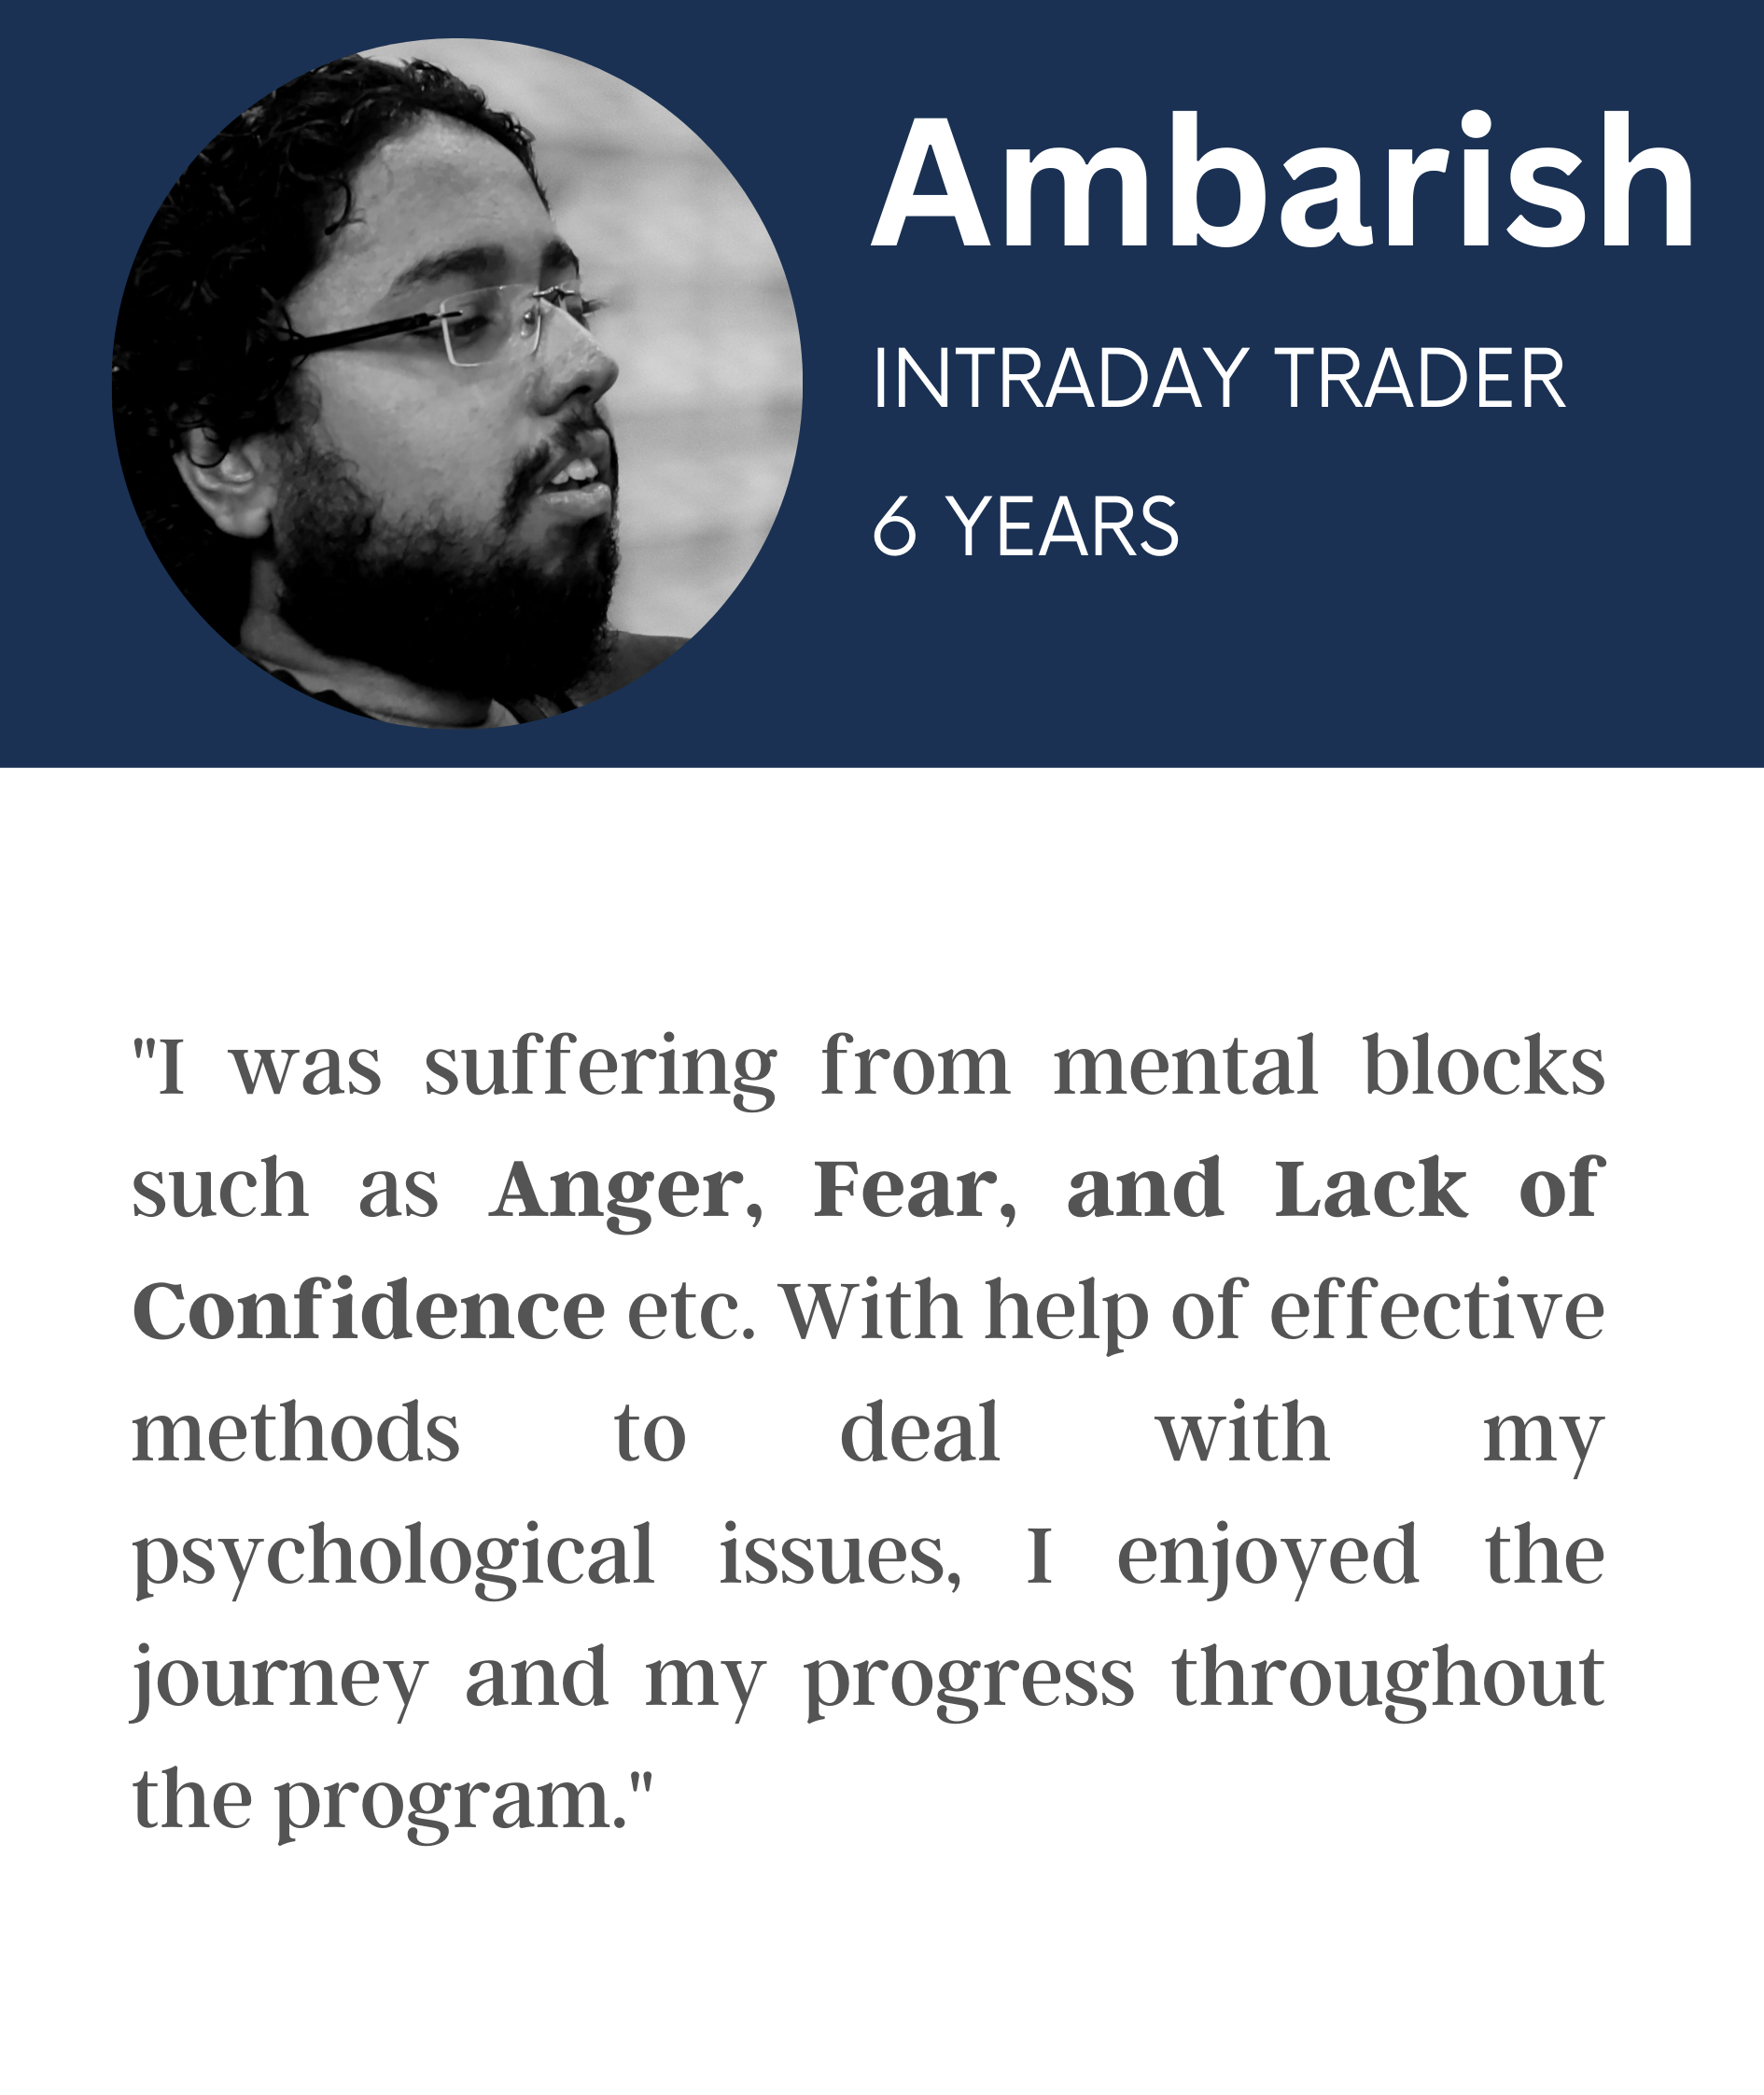 Ambarish
INTRADAY TRADER
6 YEARS
"I was suffering from mental blocks
such as Anger, Fear, and Lack of
Confidence etc. With help of effective
methods to deal with my
psychological issues, I enjoyed the
journey and my progress throughout
the program."